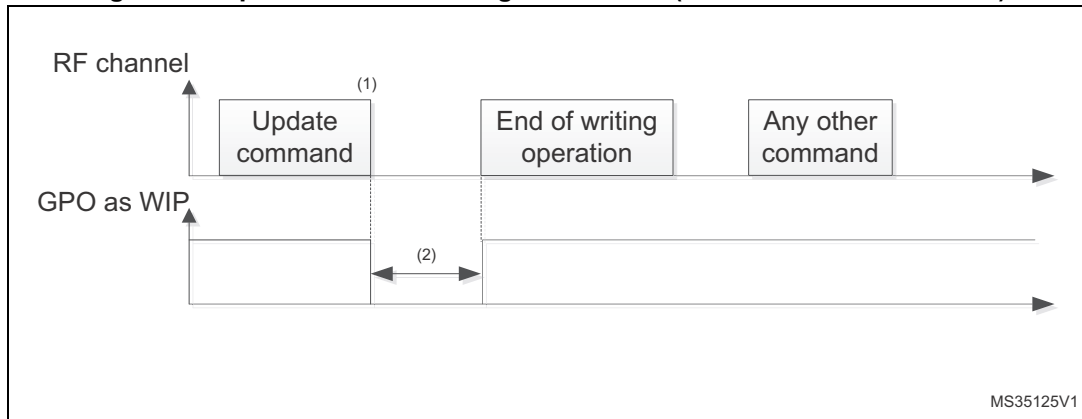 RF channel
(1)
Update
command
End of writing
operation
Any other
command
GPO as WIP
(2)
MS35125V1